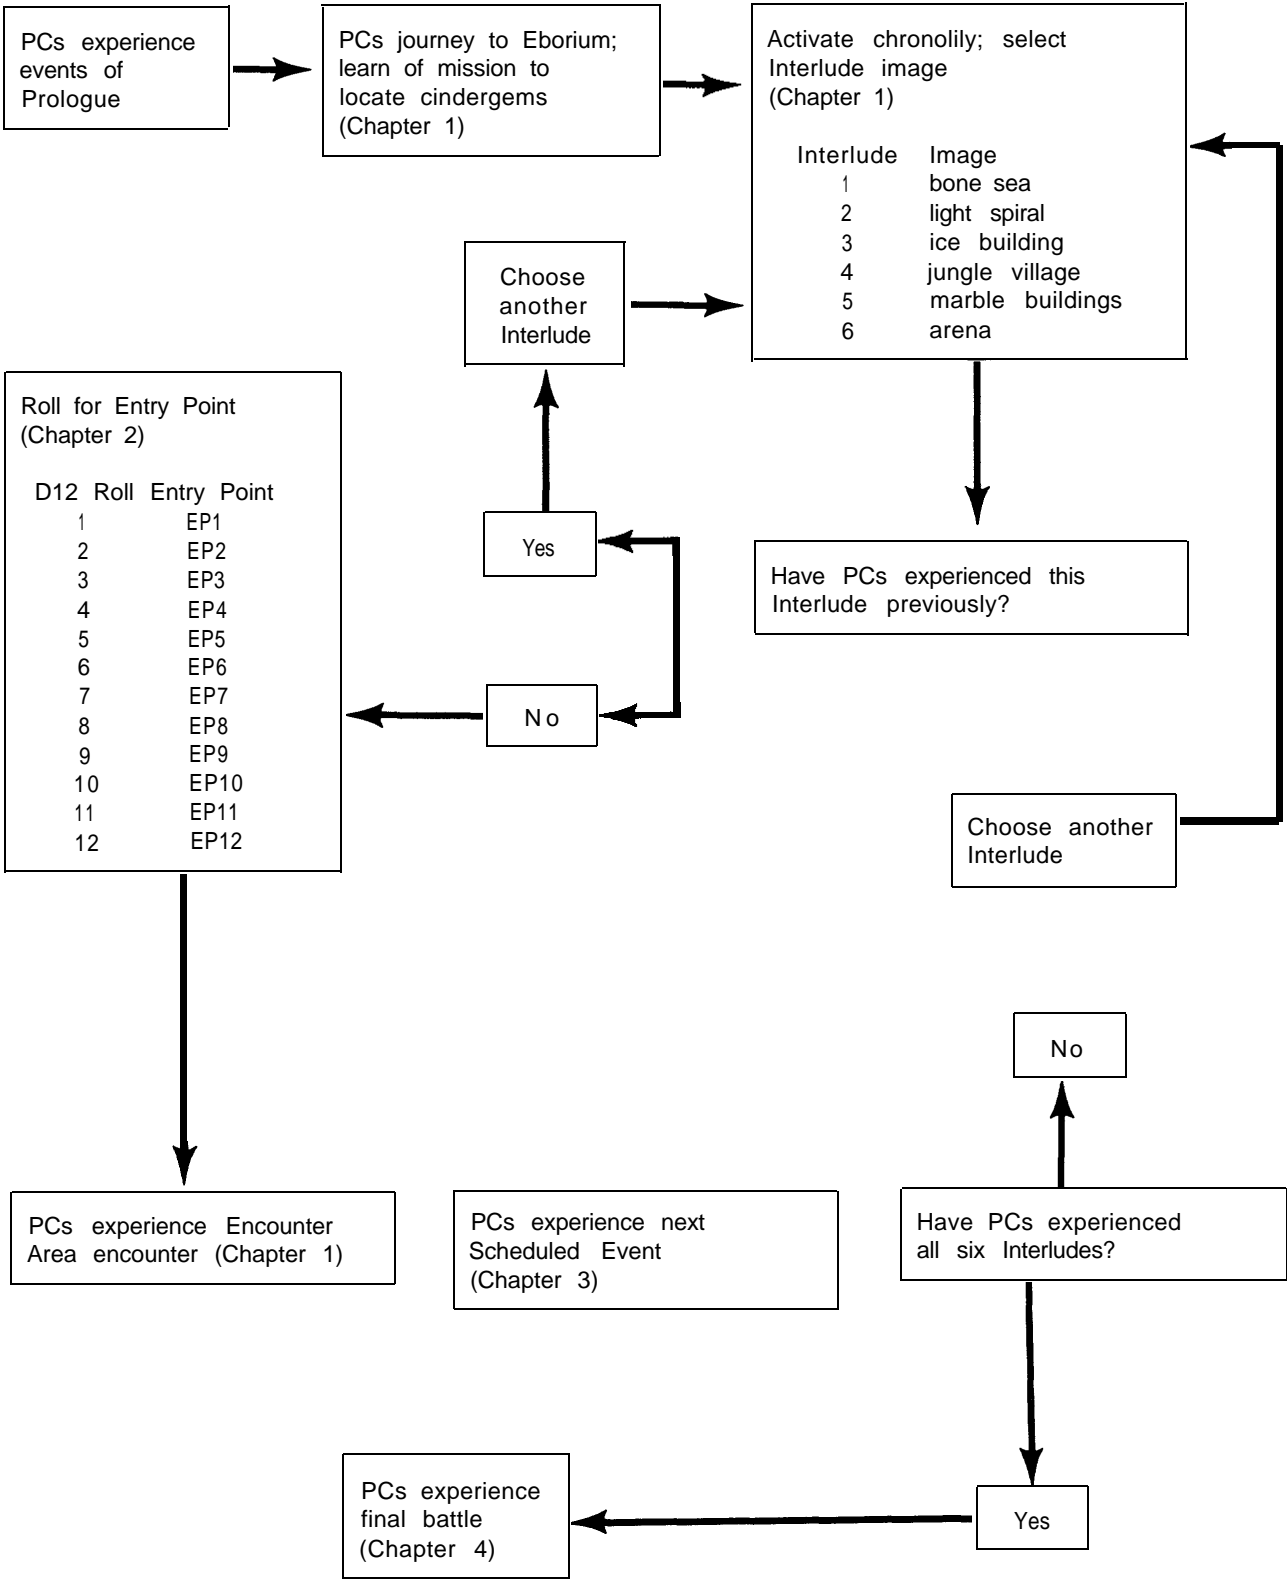 PCs experience
events of
Prologue
PCs journey to Eborium;
learn of mission to
locate cindergems
(Chapter 1)
Activate chronolily; select
Interlude image
(Chapter 1)
Interlude Image
1 bone sea
2 light spiral
3 ice building
4 jungle village
5 marble buildings
6 arena
Choose
another
Interlude
Roll for Entry Point
(Chapter 2)
D12 Roll Entry Point
1 EP1
2 EP2
3 EP3
4 EP4
5 EP5
6 EP6
7 EP7
8 EP8
9 EP9
10 EP10
11 EP11
12 EP12
Yes
Have PCs experienced this
Interlude previously?
No
Choose another
Interlude
No
PCs experience Encounter
Area encounter (Chapter 1)
PCs experience next
Scheduled Event
(Chapter 3)
Have PCs experienced
all six Interludes?
PCs experience
final battle
(Chapter 4)
Yes